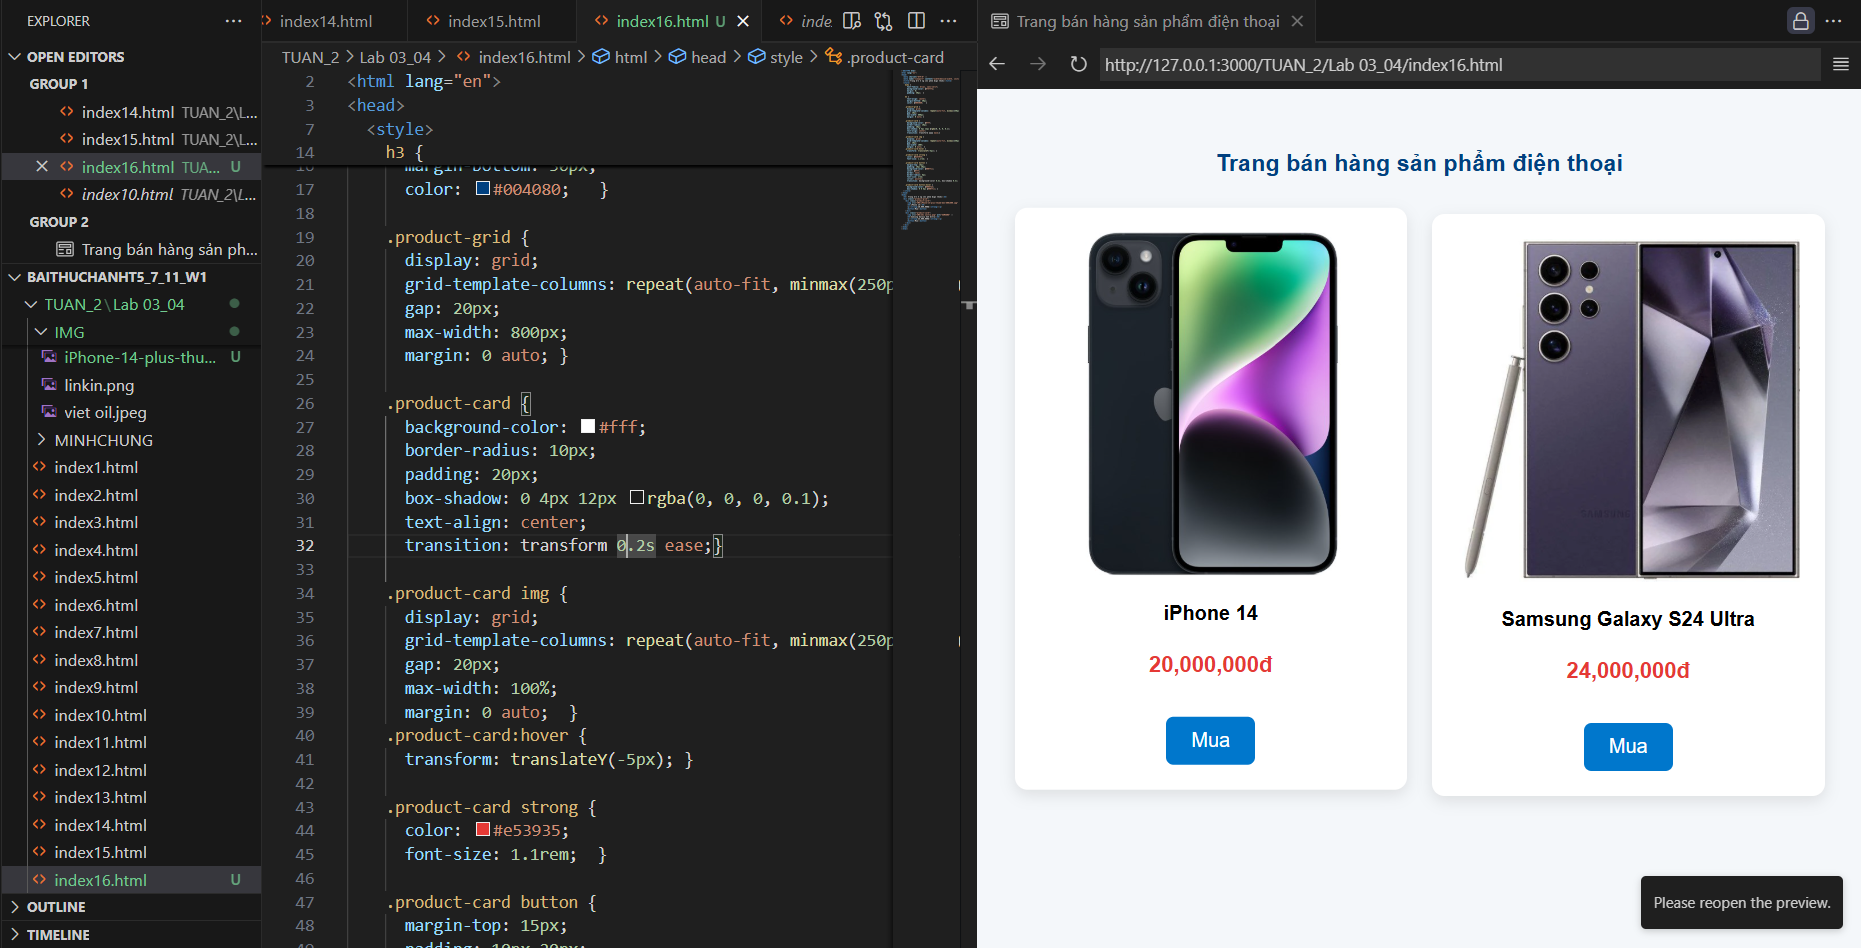 EXPLORER
OPEN EDITORS
GROUP 1
index14.html TUAN_2\L...
index15.html TUAN_2\L...
index16.html TUA... U
index10.html TUAN_2\L...
GROUP 2
Trang bán hàng sản ph...
BAITHUCHANHT5_7_11_W1
TUAN_2\Lab 03_04
IMG
iPhone-14-plus-thu... U
linkin.png
viet oil.jpeg
MINHCHUNG
index1.html
index2.html
index3.html
index4.html
index5.html
index6.html
index7.html
index8.html
index9.html
index10.html
index11.html
index12.html
index13.html
index14.html
index15.html
index16.html U
OUTLINE
TIMELINE
index14.html
index15.html
index16.html U
inde
TUAN_2 > Lab 03_04 > index16.html > html > head > style > .product-card
2 <html lang="en">
3 <head>
7 <style>
14 h3 {
16 margin-bottom: 30px;
17 color: #004080; }
18
19 .product-grid {
20 display: grid;
21 grid-template-columns: repeat(auto-fit, minmax(250p
22 gap: 20px;
23 max-width: 800px;
24 margin: 0 auto; }
25
26 .product-card {
27 background-color: #fff;
28 border-radius: 10px;
29 padding: 20px;
30 box-shadow: 0 4px 12px rgba(0, 0, 0, 0.1);
31 text-align: center;
32 transition: transform 0.2s ease;}
33
34 .product-card img {
35 display: grid;
36 grid-template-columns: repeat(auto-fit, minmax(250p
37 gap: 20px;
38 max-width: 100%;
39 margin: 0 auto; }
40 .product-card:hover {
41 transform: translateY(-5px); }
42
43 .product-card strong {
44 color: #e53935;
45 font-size: 1.1rem; }
46
47 .product-card button {
48 margin-top: 15px;
Trang bán hàng sản phẩm điện thoại
http://127.0.0.1:3000/TUAN_2/Lab 03_04/index16.html
Trang bán hàng sản phẩm điện thoại
iPhone 14
20,000,000đ
Mua
SAMSUNG
Samsung Galaxy S24 Ultra
24,000,000đ
Mua
Please reopen the preview.